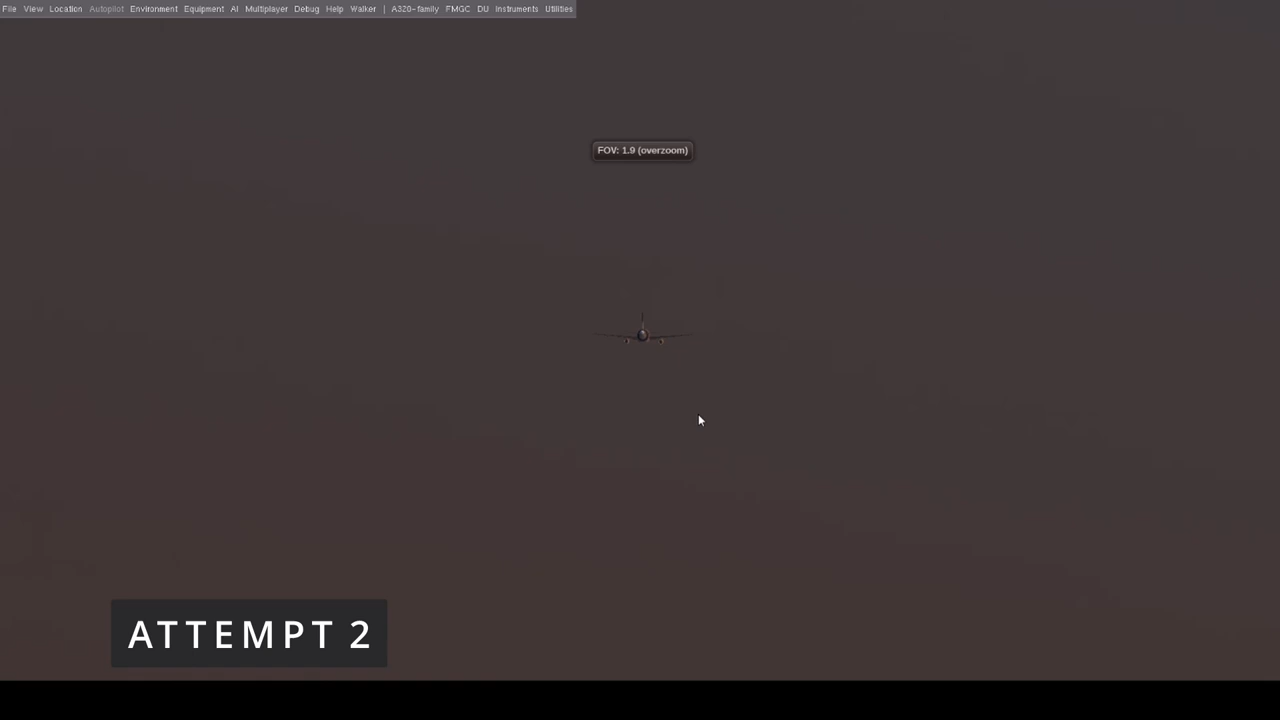 File View Location Autopilot Environment Equipment AI Multiplayer Debug Help Walker | A320-family FMGC DU Instruments Utilities
FOV: 1.9 (overzoom)
ATTEMPT 2